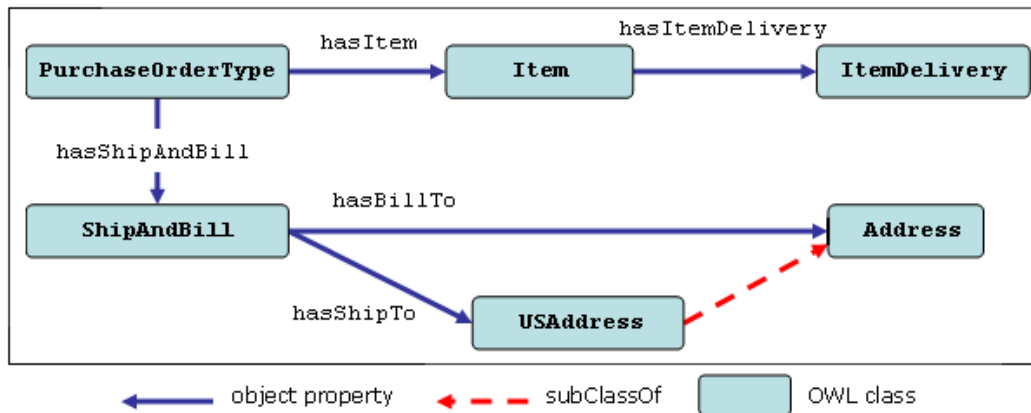 hasItem
hasItemDelivery
PurchaseOrderType
Item
ItemDelivery
hasShipAndBill
hasBillTo
ShipAndBill
Address
hasShipTo
USAddress
object property
subClassOf
OWL class